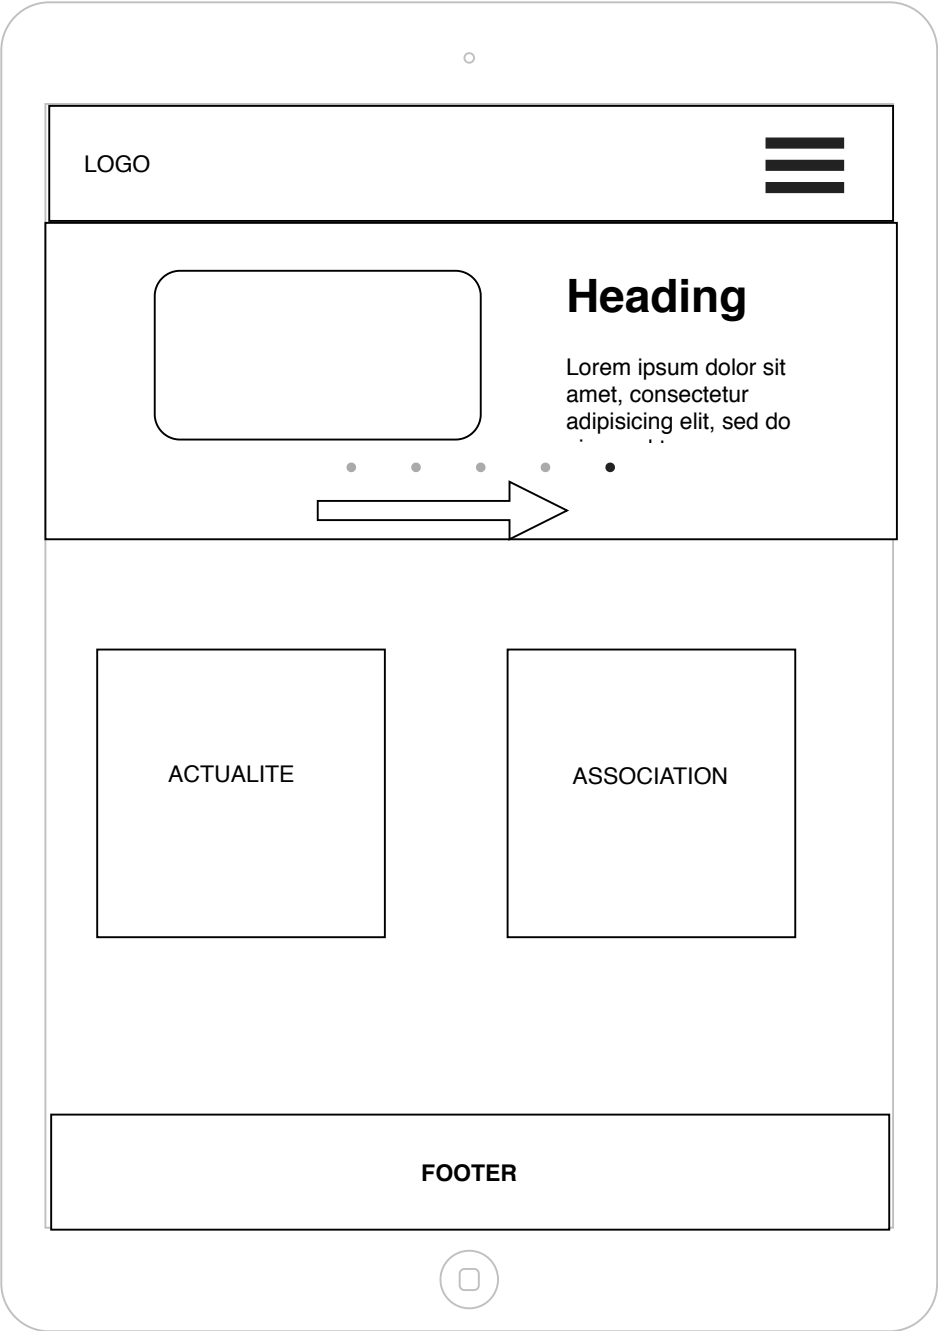 LOGO
Heading
Lorem ipsum dolor sit
amet, consectetur
adipisicing elit, sed do
ACTUALITE
ASSOCIATION
FOOTER